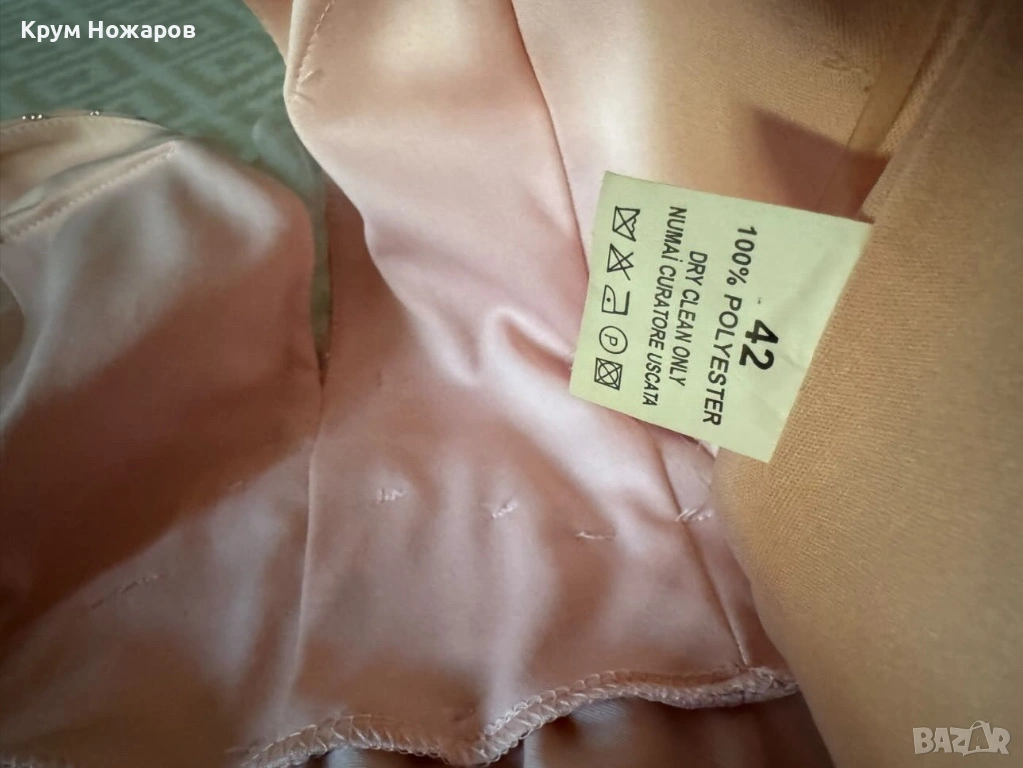 Крум Ножаров
42
100% POLYESTER
DRY CLEAN ONLY
NUMAİ CURATORE USCATA
P
BAZAR